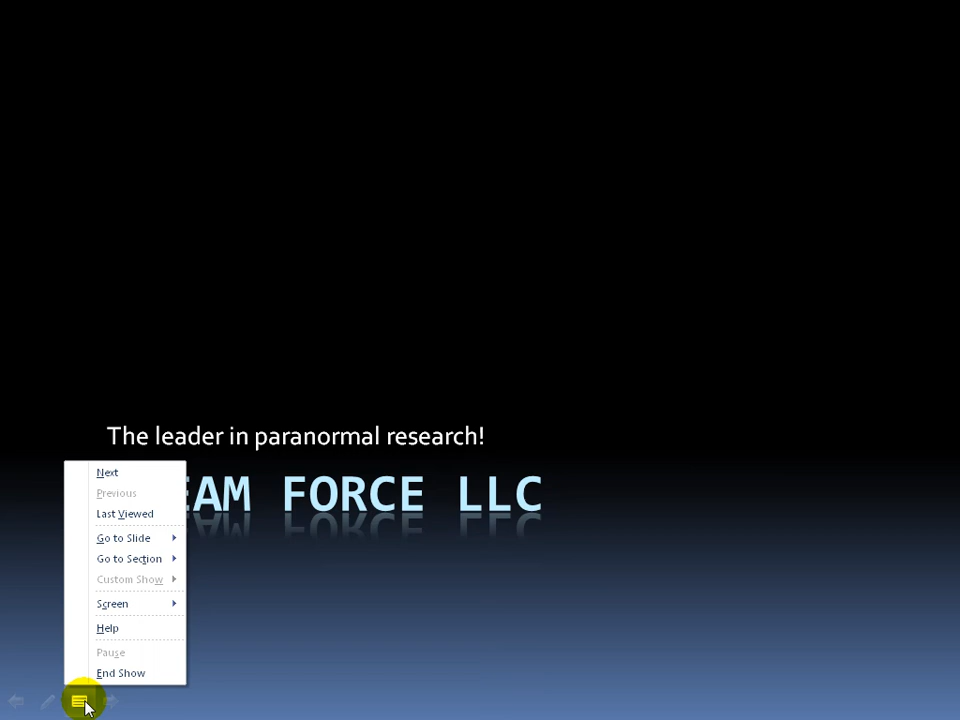 The leader in paranormal research!
EAM FORCE LLC
Next
Previous
Last Viewed
Go to Slide
Go to Section
Custom Show
Screen
Help
Pause
End Show